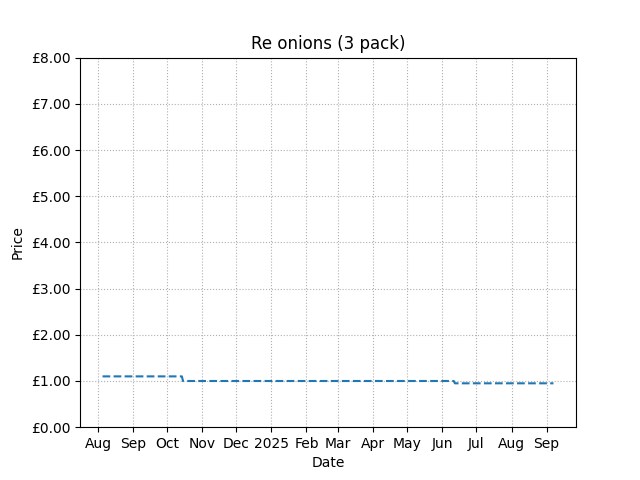 Re onions (3 pack)
£8.00
£7.00
£6.00
£5.00
£4.00
£3.00
£2.00
£1.00
£0.00
Price
Aug Sep Oct Nov Dec 2025 Feb Mar Apr May Jun Jul Aug Sep
Date